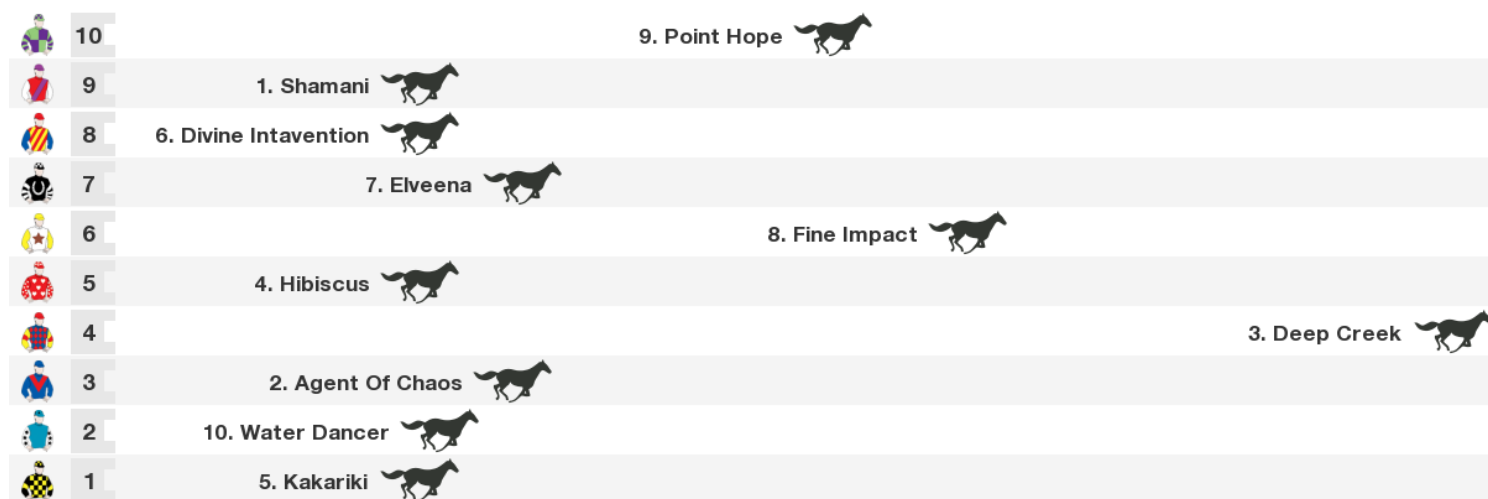 10 9. Point Hope
9 1. Shamani
8 6. Divine Intavention
7 7. Elveena
6 8. Fine Impact
5 4. Hibiscus
4 3. Deep Creek
3 2. Agent Of Chaos
2 10. Water Dancer
1 5. Kakariki